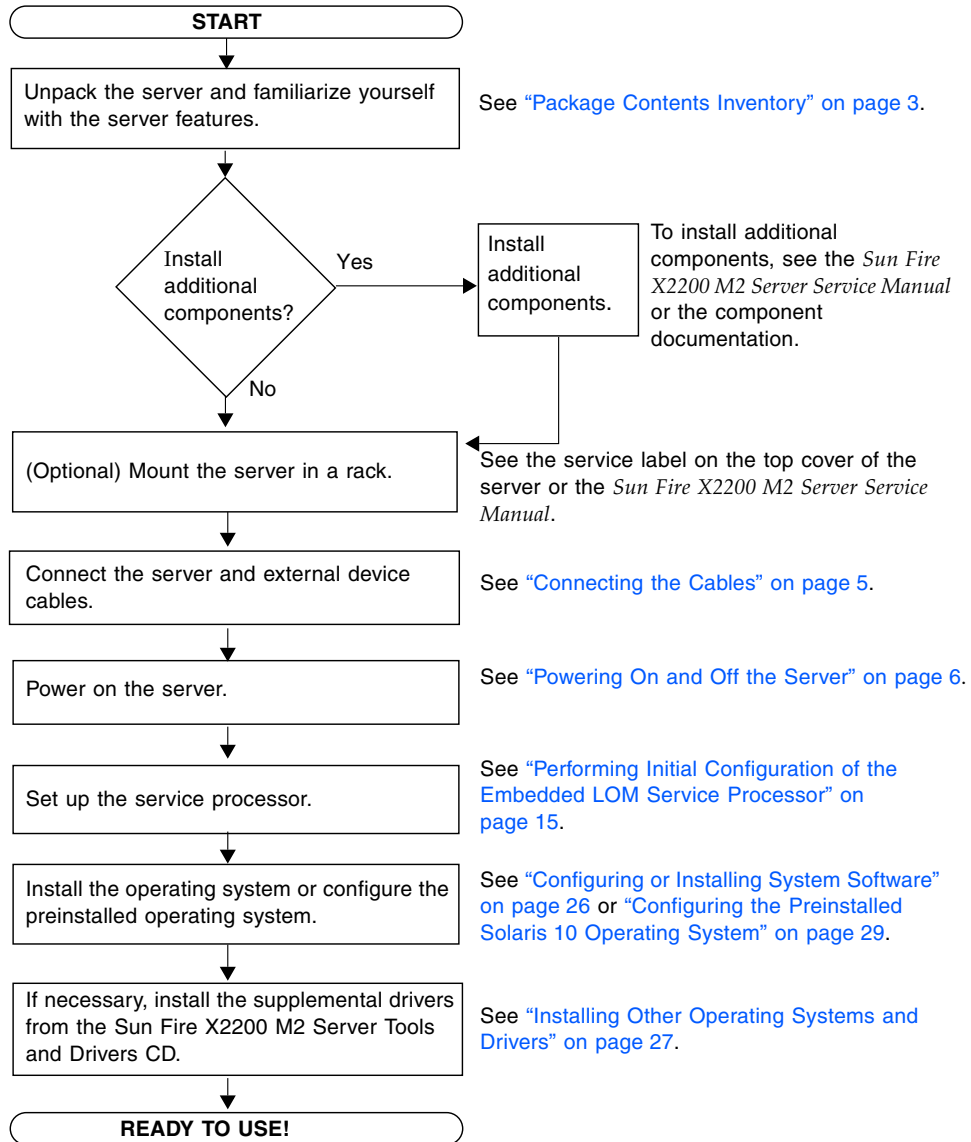 START
Unpack the server and familiarize yourself
with the server features.
See “Package Contents Inventory” on page 3.
Install
additional
components?
Yes
No
Install
additional
components.
To install additional
components, see the Sun Fire
X2200 M2 Server Service Manual
or the component
documentation.
(Optional) Mount the server in a rack.
See the service label on the top cover of the
server or the Sun Fire X2200 M2 Server Service
Manual.
Connect the server and external device
cables.
See “Connecting the Cables” on page 5.
Power on the server.
See “Powering On and Off the Server” on page 6.
Set up the service processor.
See “Performing Initial Configuration of the
Embedded LOM Service Processor” on
page 15.
Install the operating system or configure the
preinstalled operating system.
See “Configuring or Installing System Software”
on page 26 or “Configuring the Preinstalled
Solaris 10 Operating System” on page 29.
If necessary, install the supplemental drivers
from the Sun Fire X2200 M2 Server Tools
and Drivers CD.
See “Installing Other Operating Systems and
Drivers” on page 27.
READY TO USE!